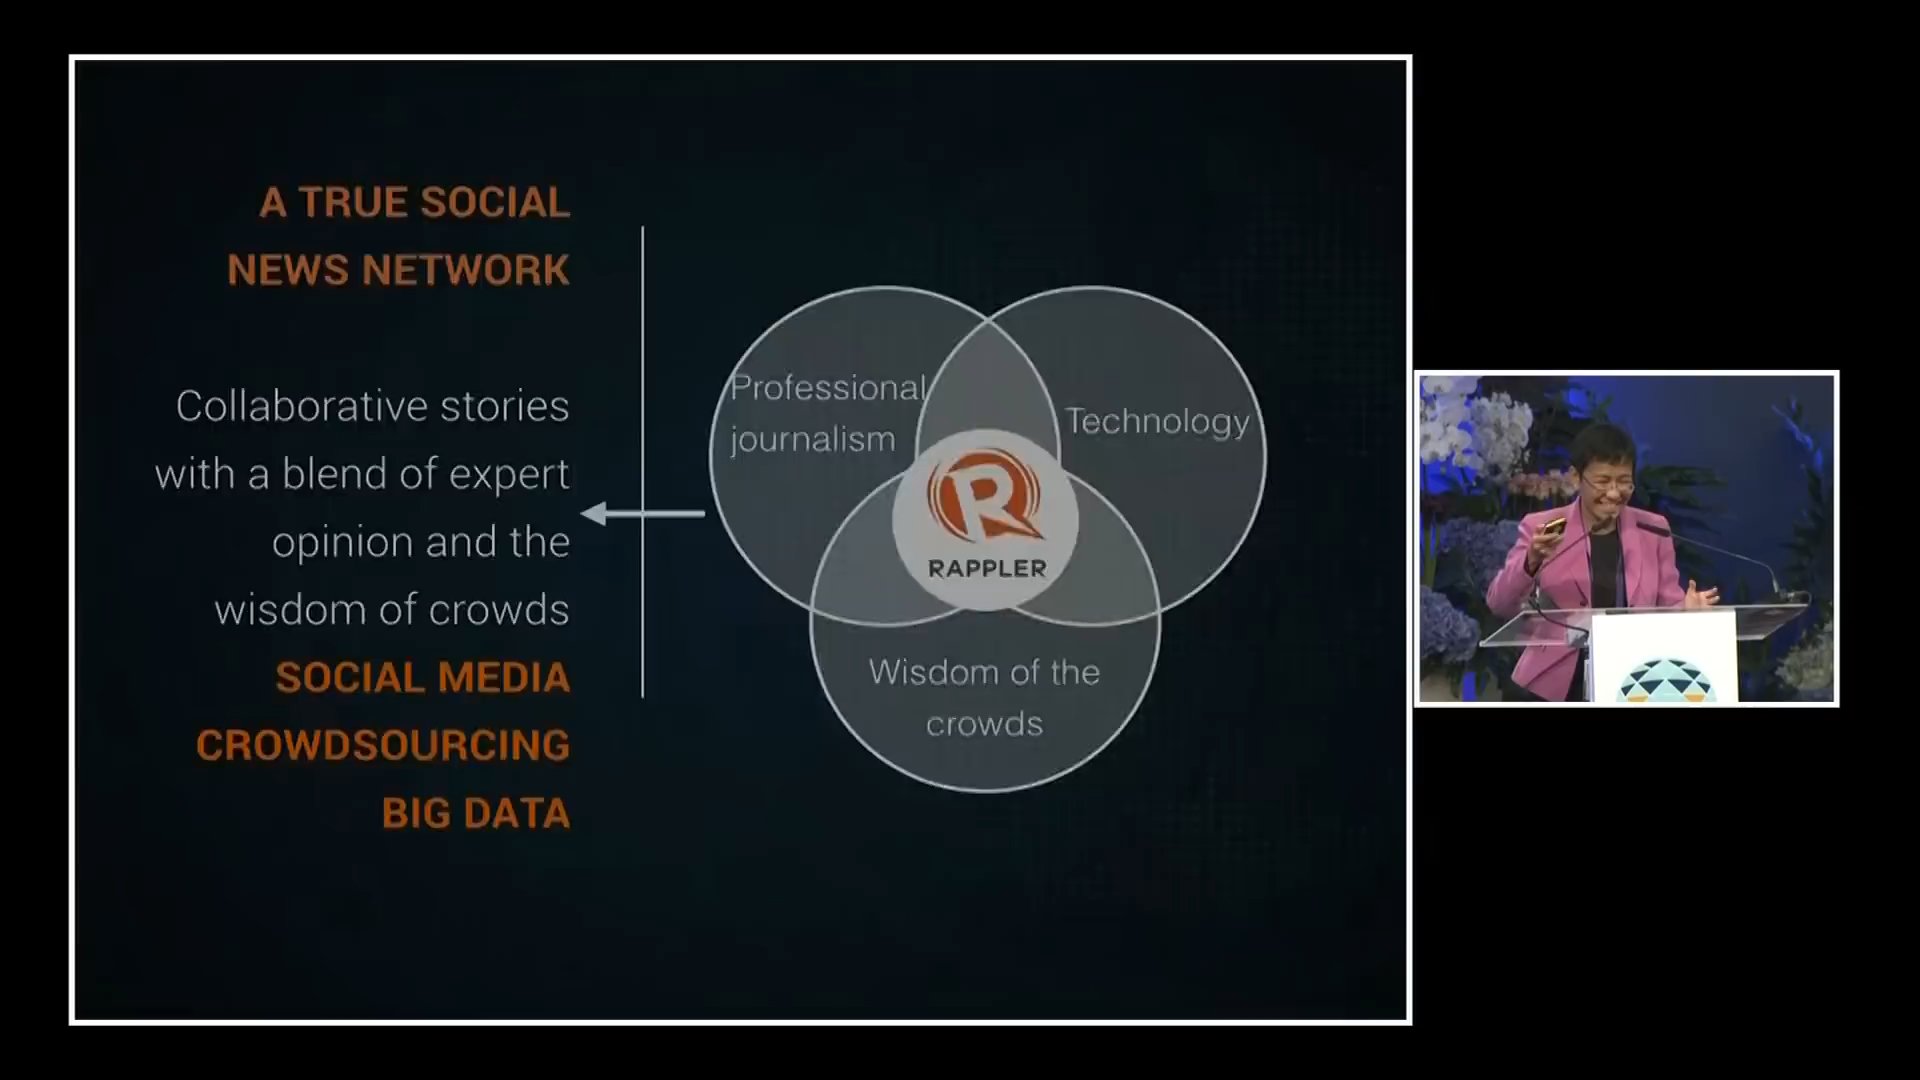 A TRUE SOCIAL
NEWS NETWORK
Collaborative stories
with a blend of expert
opinion and the
wisdom of crowds
SOCIAL MEDIA
CROWDSOURCING
BIG DATA
Professional
journalism
Technology
R
RAPPLER
Wisdom of the
crowds